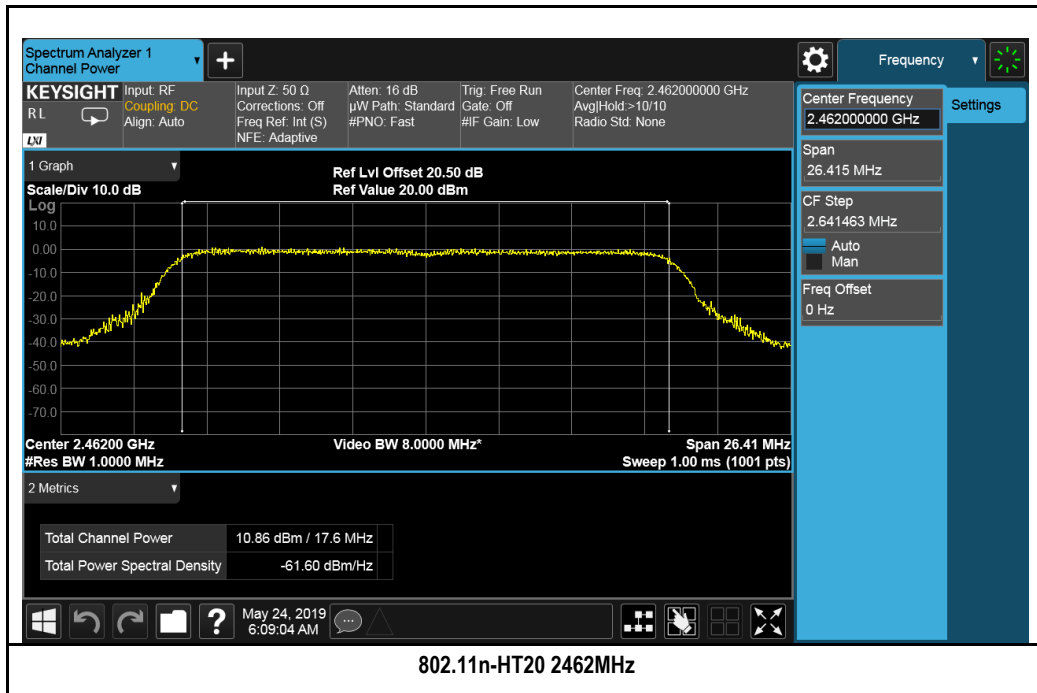 Spectrum Analyzer 1
Channel Power
+
Frequency
KEYSIGHT
RL
LXI
Input: RF
Coupling: DC
Align: Auto
Input Z: 50 Ω
Corrections: Off
Freq Ref: Int (S)
NFE: Adaptive
Atten: 16 dB
µW Path: Standard
#PNO: Fast
Trig: Free Run
Gate: Off
#IF Gain: Low
Center Freq: 2.462000000 GHz
Avg|Hold:>10/10
Radio Std: None
Center Frequency
2.462000000 GHz
Settings
Span
26.415 MHz
CF Step
2.641463 MHz
Auto
Man
Freq Offset
0 Hz
1 Graph
Scale/Div 10.0 dB
Ref Lvl Offset 20.50 dB
Ref Value 20.00 dBm
Log
10.0
0.00
-10.0
-20.0
-30.0
-40.0
-50.0
-60.0
-70.0
Center 2.46200 GHz
#Res BW 1.0000 MHz
Video BW 8.0000 MHz*
Span 26.41 MHz
Sweep 1.00 ms (1001 pts)
2 Metrics
Total Channel Power 10.86 dBm / 17.6 MHz
Total Power Spectral Density -61.60 dBm/Hz
?
May 24, 2019
6:09:04 AM
802.11n-HT20 2462MHz